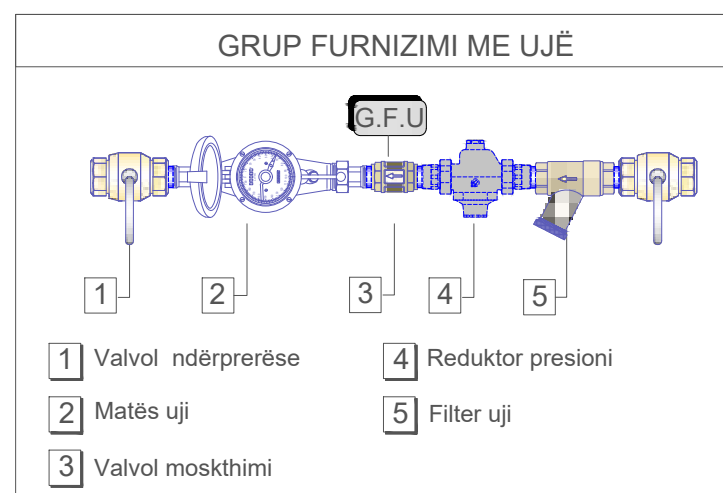 GRUP FURNIZIMI ME UJË
G.F.U
1 2 3 4 5
1 Valvol ndërprerëse
2 Matës uji
3 Valvol moskthimi
4 Reduktor presioni
5 Filter uji